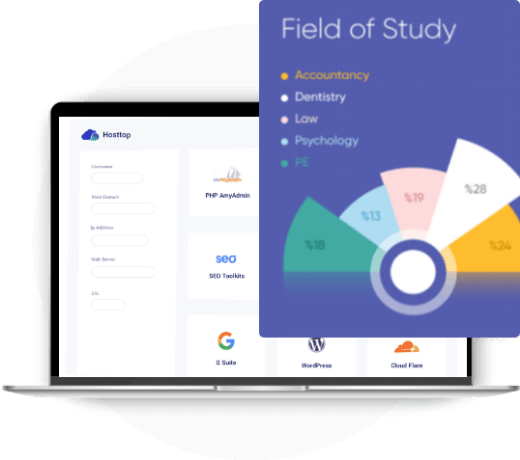 Field of Study
Accountancy
Dentistry
Law
Psychology
PE
%18
%13
%19
%28
%24
Hosttop
Username
Main Domain
Ip Address
Web Server
SSL
PHP AmyAdmin
seo
SEO Toolkits
G Suite
WordPress
Cloud Flare